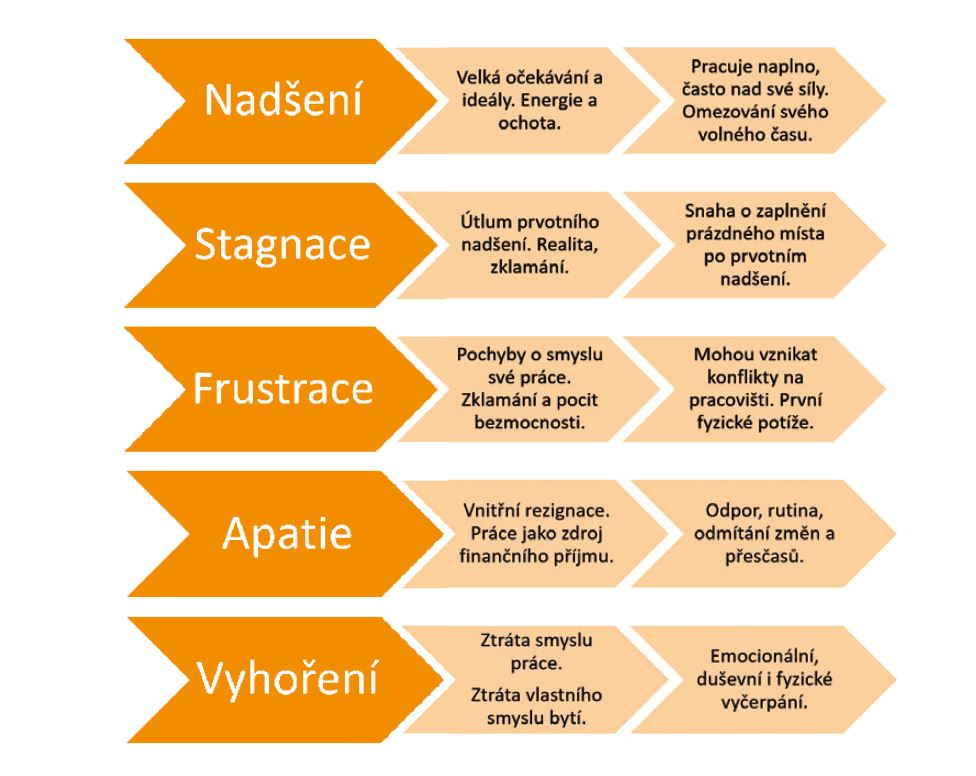 Nadšení
Velká očekávání a
ideály. Energie a
ochota.
Pracuje naplno,
často nad své síly.
Omezování svého
volného času.
Stagnace
Útlum prvotního
nadšení. Realita,
zklamání.
Snaha o zaplnění
prázdného místa
po prvotním
nadšení.
Frustrace
Pochyby o smyslu
své práce.
Zklamání a pocit
bezmocnosti.
Mohou vznikat
konflikty na
pracovišti. První
fyzické potíže.
Apatie
Vnitřní rezignace.
Práce jako zdroj
finančního příjmu.
Odpor, rutina,
odmítání změn a
přesčasů.
Vyhoření
Ztráta smyslu
práce.
Ztráta vlastního
smyslu bytí.
Emocionální,
duševní i fyzické
vyčerpání.